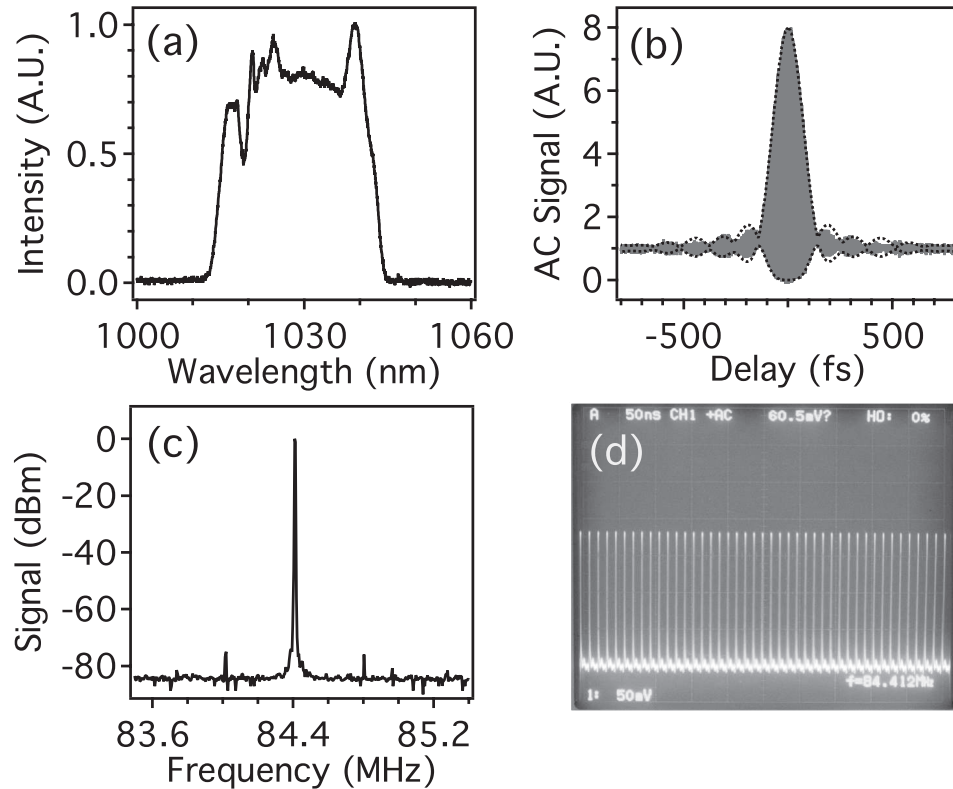 (a)
Intensity (A.U.)
1.0
0.5
0.0
1000 1030 1060
Wavelength (nm)
(b)
AC Signal (A.U.)
8
6
4
2
0
-500 500
Delay (fs)
(c)
Signal (dBm)
0
-20
-40
-60
-80
83.6 84.4 85.2
Frequency (MHz)
A 50ns CH1 +AC 60.5mV? HO: 0%
(d)
f=84.412MHz
1: 50mV